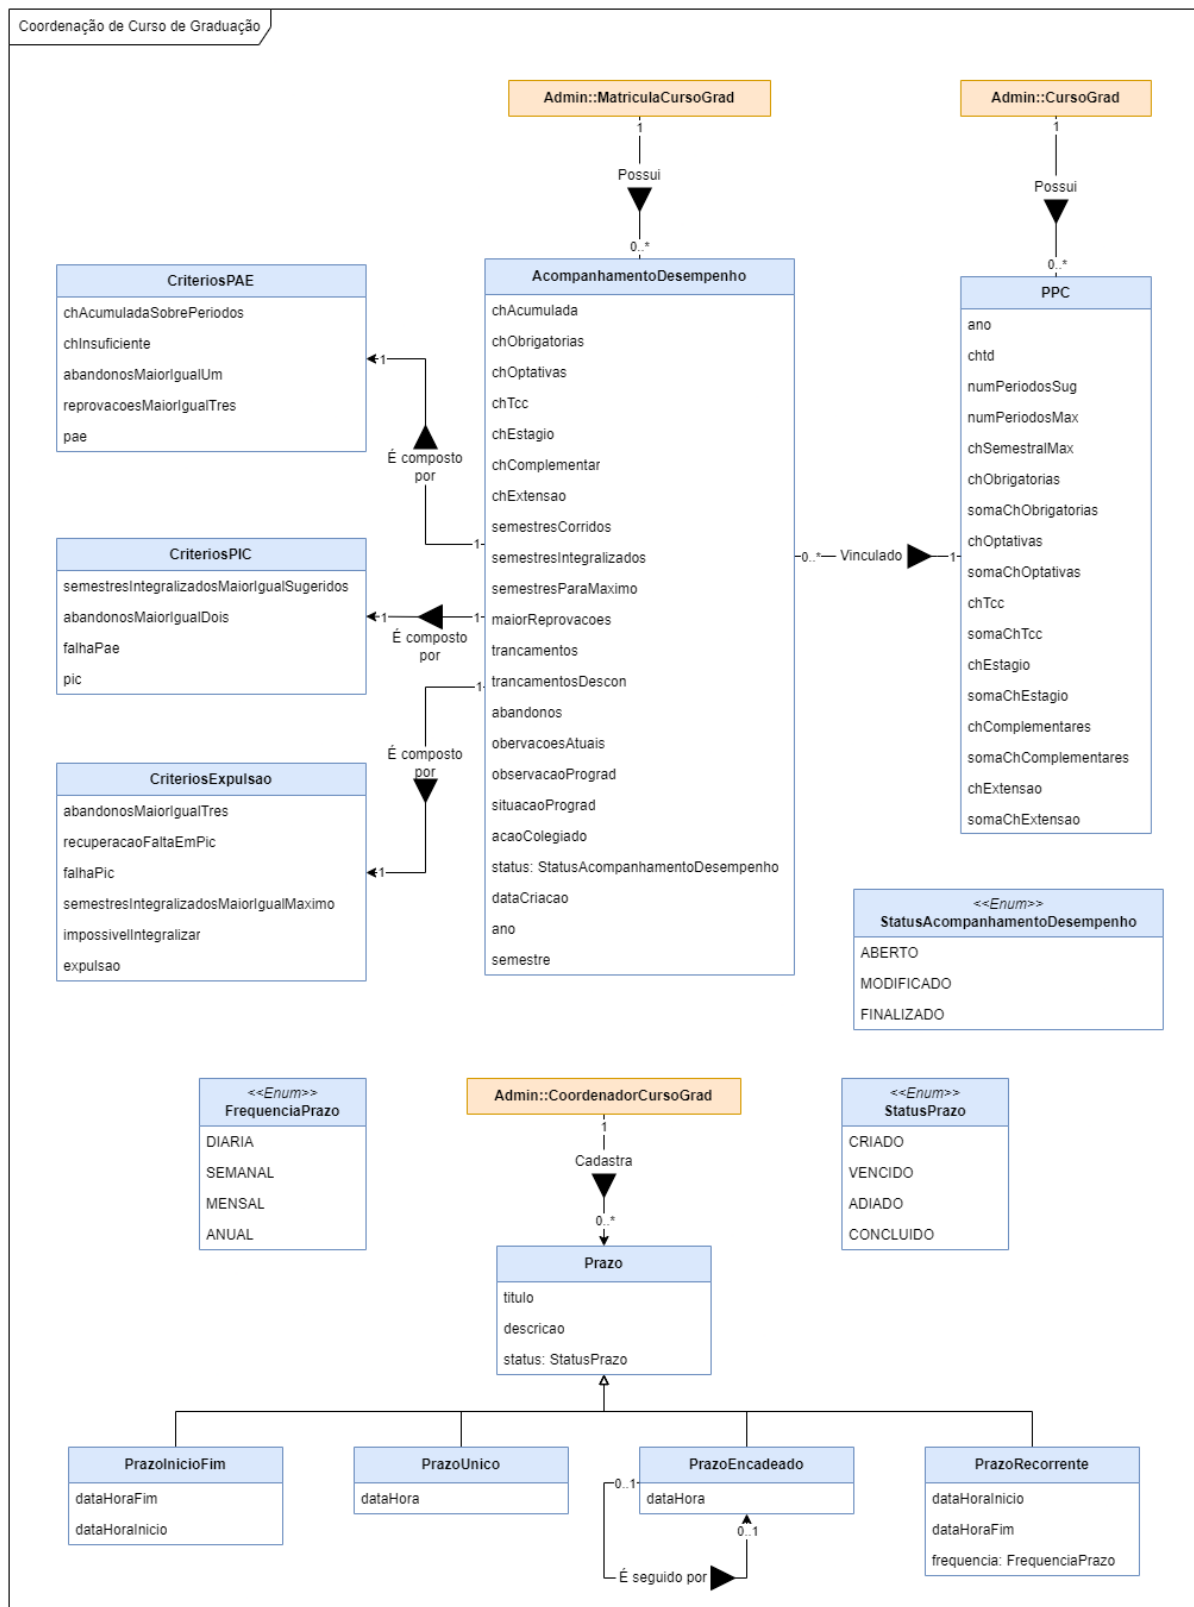 Coordenação de Curso de Graduação
Admin::MatriculaCursoGrad
1
Possui
0..*
Admin::CursoGrad
1
Possui
0..*
CriteriosPAE
chAcumuladaSobrePeriodos
chInsuficiente
abandonosMaiorIgualUm
reprovacoesMaiorIgualTres
pae
1
É composto
por
1
CriteriosPIC
semestresIntegralizadosMaiorIgualSugeridos
abandonosMaiorIgualDois
falhaPae
pic
1
É composto
por
1
CriteriosExpulsao
abandonosMaiorIgualTres
recuperacaoFaltaEmPic
falhaPic
semestresIntegralizadosMaiorIgualMaximo
impossivelIntegralizar
expulsao
1
É composto
por
1
AcompanhamentoDesempenho
chAcumulada
chObrigatorias
chOptativas
chTcc
chEstagio
chComplementar
chExtensao
semestresCorridos
semestresIntegralizados
semestresParaMaximo
maiorReprovacoes
trancamentos
trancamentosDescon
abandonos
obervacoesAtuais
observacaoPrograd
situacaoPrograd
acaoColegiado
status: StatusAcompanhamentoDesempenho
dataCriacao
ano
semestre
0..*
Vinculado
1
PPC
ano
chtd
numPeriodosSug
numPeriodosMax
chSemestralMax
chObrigatorias
somaChObrigatorias
chOptativas
somaChOptativas
chTcc
somaChTcc
chEstagio
somaChEstagio
chComplementares
somaChComplementares
chExtensao
somaChExtensao
<<Enum>>
StatusAcompanhamentoDesempenho
ABERTO
MODIFICADO
FINALIZADO
<<Enum>>
FrequenciaPrazo
DIARIA
SEMANAL
MENSAL
ANUAL
Admin::CoordenadorCursoGrad
1
Cadastra
0..*
<<Enum>>
StatusPrazo
CRIADO
VENCIDO
ADIADO
CONCLUIDO
Prazo
titulo
descricao
status: StatusPrazo
PrazoInicioFim
dataHoraFim
dataHoraInicio
PrazoUnico
dataHora
PrazoEncadeado
dataHora
0..1
0..1
É seguido por
PrazoRecorrente
dataHoraInicio
dataHoraFim
frequencia: FrequenciaPrazo